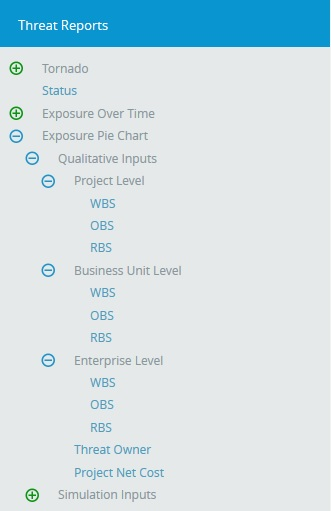 Threat Reports
Tornado
Status
Exposure Over Time
Exposure Pie Chart
Qualitative Inputs
Project Level
WBS
OBS
RBS
Business Unit Level
WBS
OBS
RBS
Enterprise Level
WBS
OBS
RBS
Threat Owner
Project Net Cost
Simulation Inputs